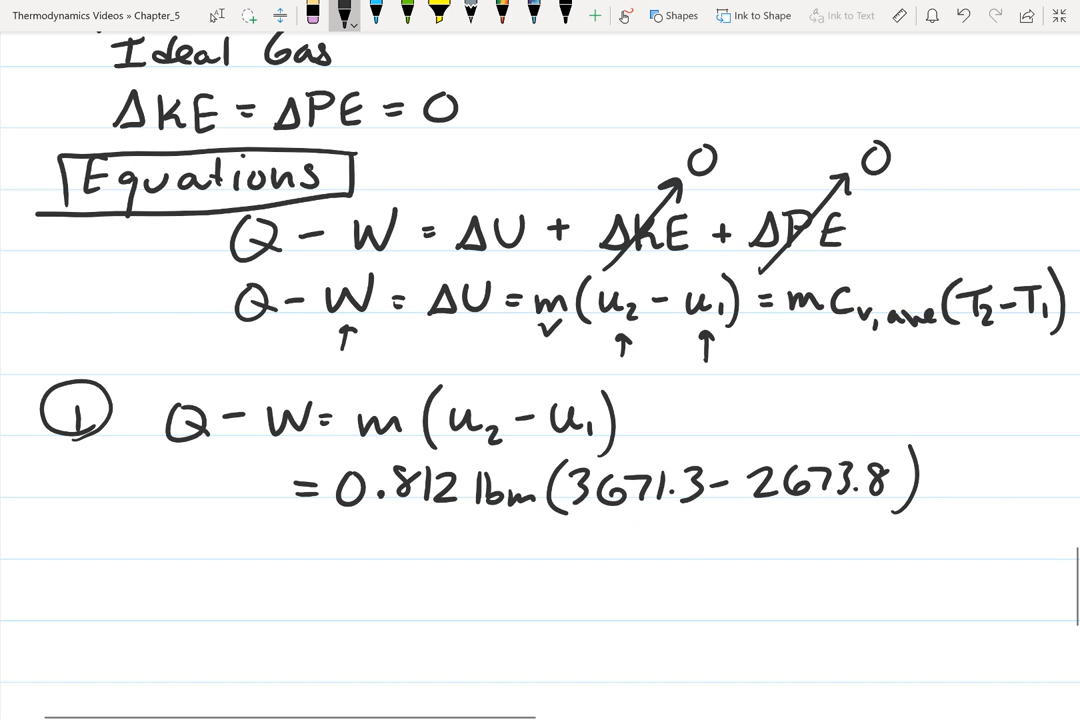 Thermodynamics Videos » Chapter_5
Shapes Ink to Shape Ink to Text
Ideal Gas
ΔKE = ΔPE = 0
Equations
0 0
Q - W = ΔU + ΔKE + ΔPE
Q - W = ΔU = m(u₂ - u₁) = mC_v,ave(T₂-T₁)
1 Q - W = m(u₂ - u₁)
= 0.812 lbm(3671.3 - 2673.8)